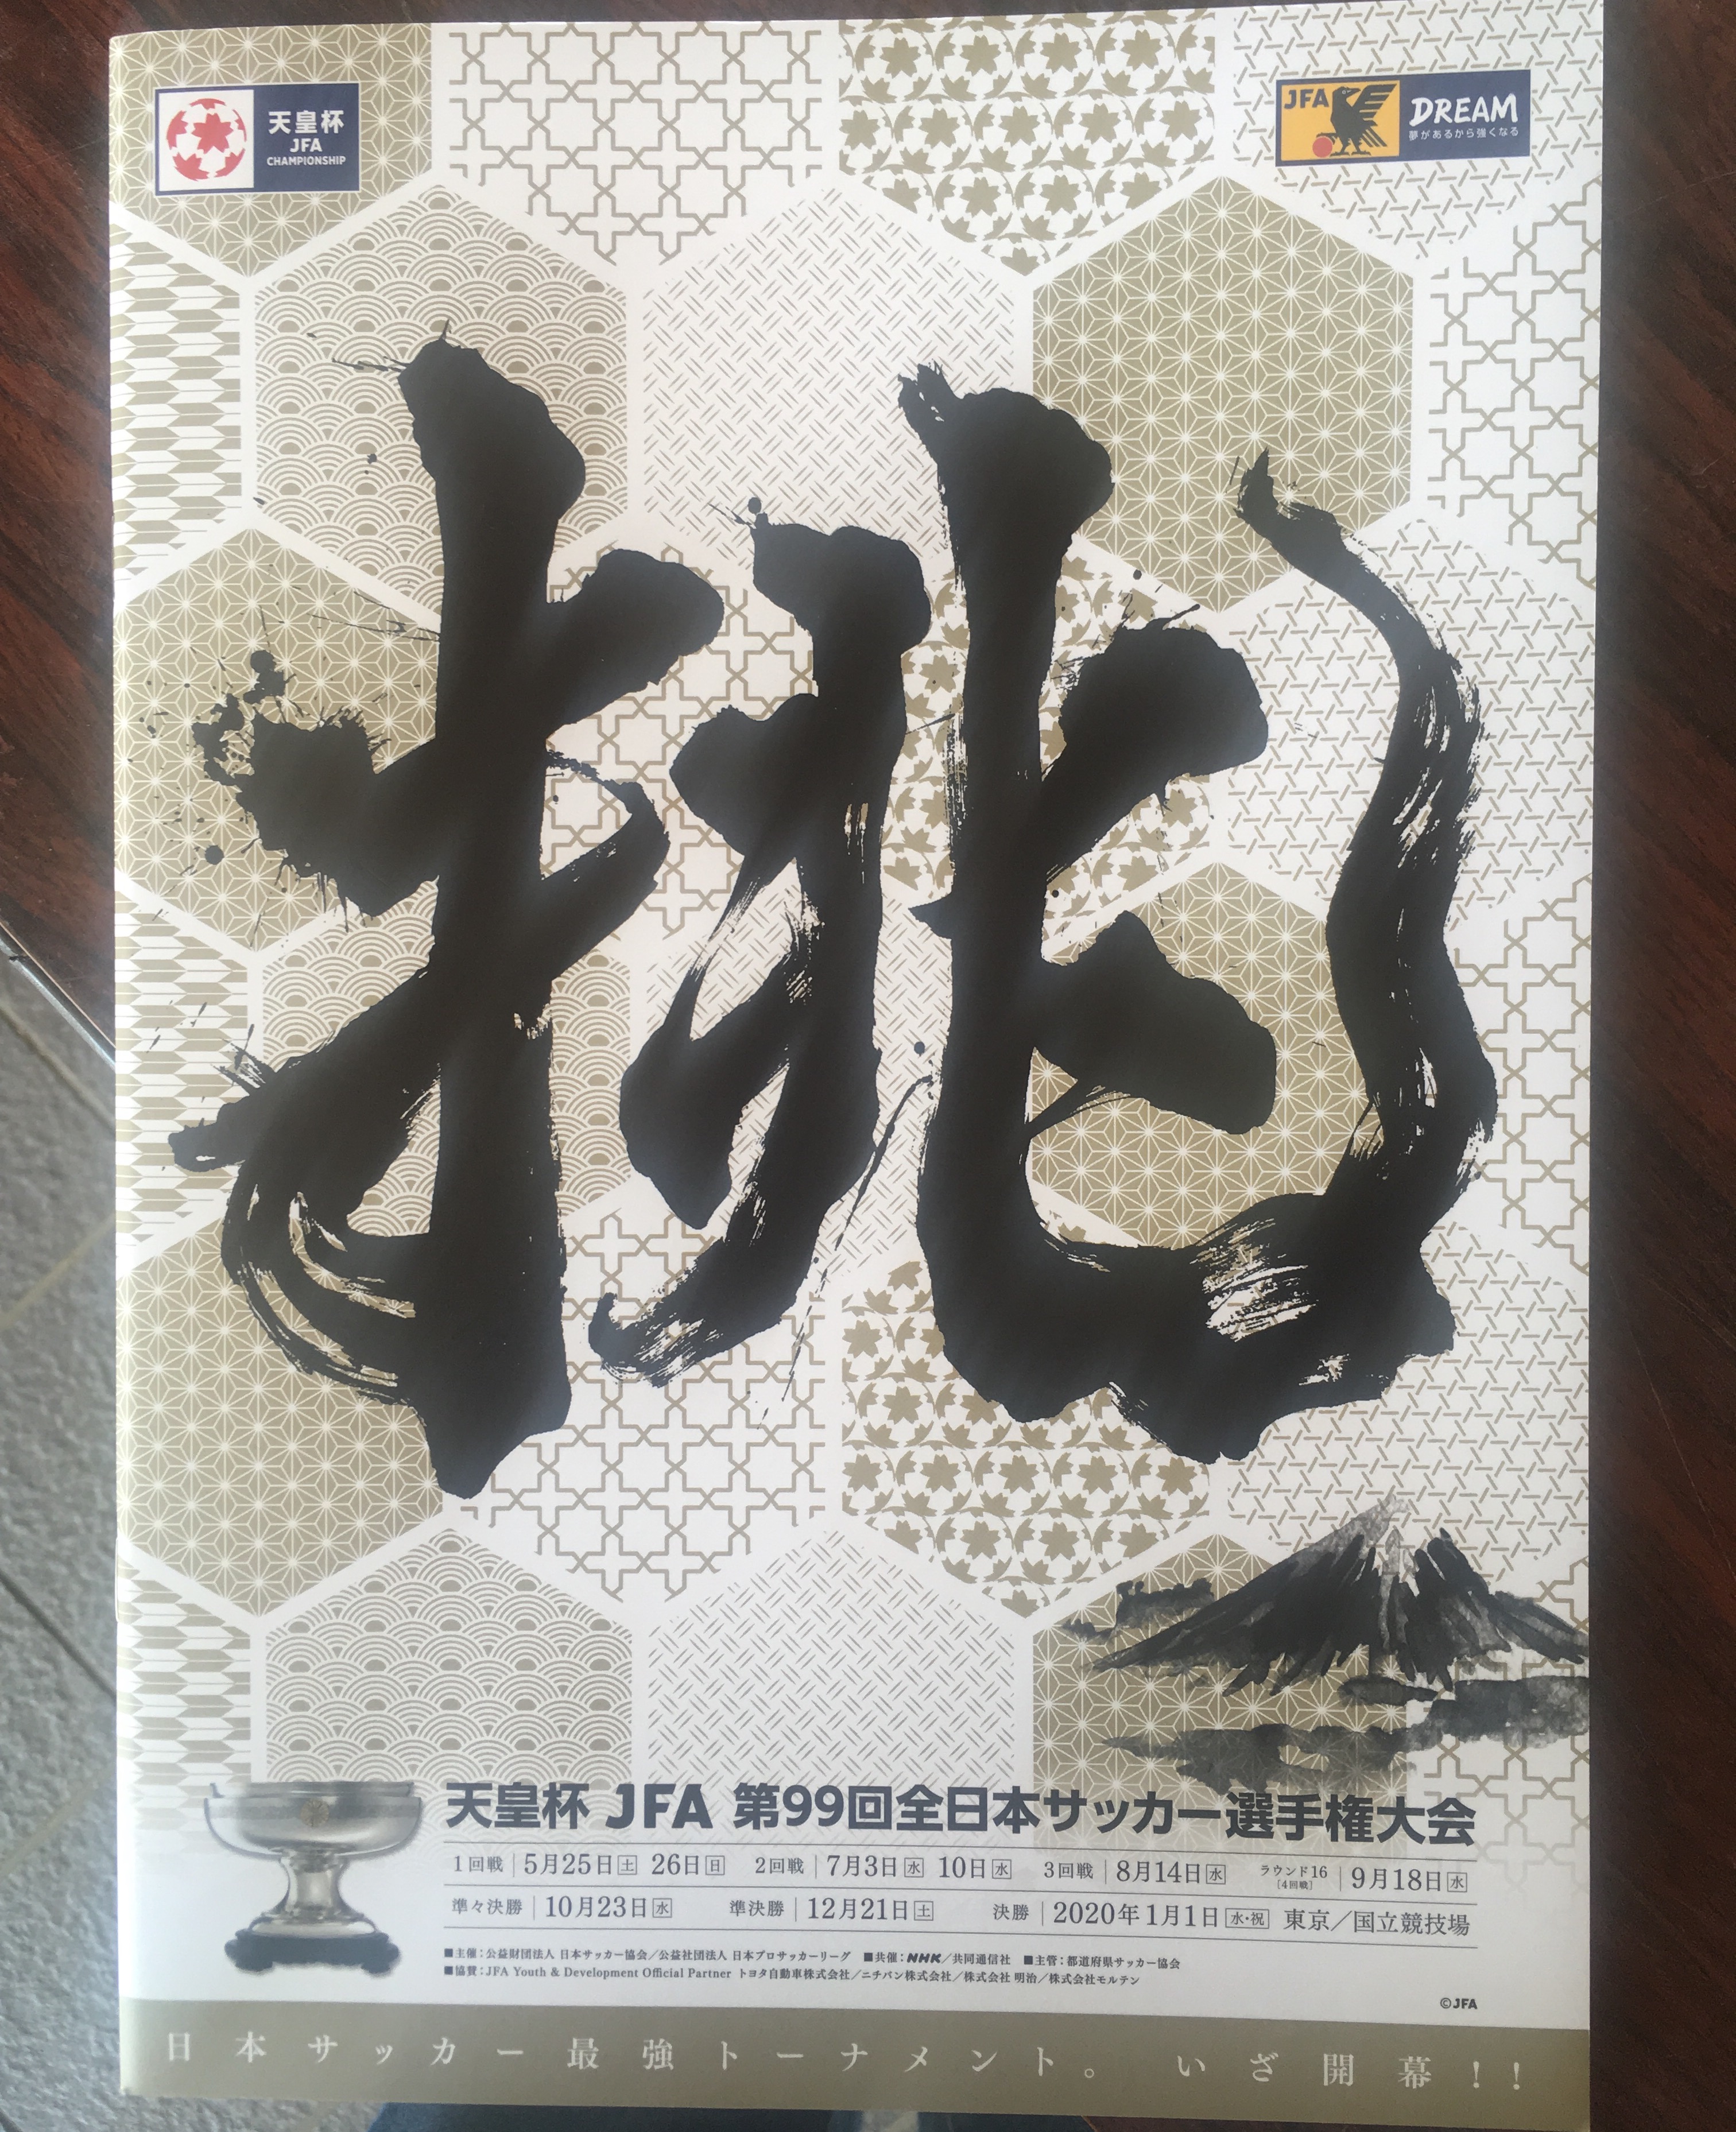 天皇杯
JFA
CHAMPIONSHIP
JFA
DREAM
夢があるから強くなる
挑
天皇杯 JFA 第99回全日本サッカー選手権大会
1回戦 5月25日土 26日日 2回戦 7月3日水 10日水 3回戦 8月14日水 ラウンド16 [4回戦] 9月18日水
準々決勝 10月23日水 準決勝 12月21日土 決勝 2020年1月1日水・祝 東京／国立競技場
■主催：公益財団法人 日本サッカー協会／公益社団法人 日本プロサッカーリーグ ■共催：NHK／共同通信社 ■主管：都道府県サッカー協会
■協賛：JFA Youth & Development Official Partner トヨタ自動車株式会社／ニチバン株式会社／株式会社 明治／株式会社モルテン
©JFA
日本サッカー最強トーナメント。いざ開幕！！